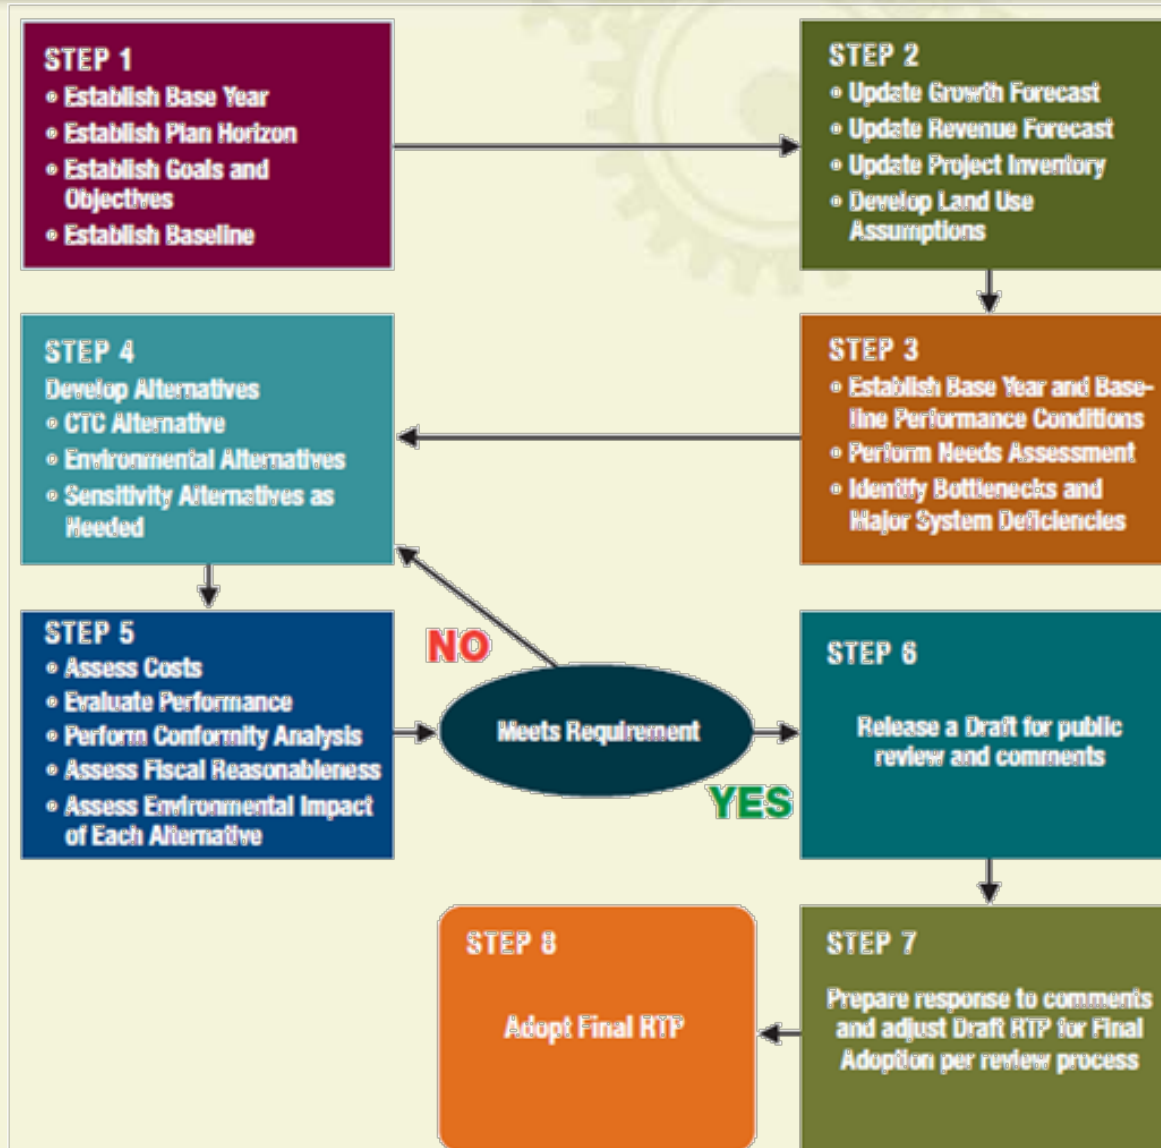 STEP 1
• Establish Base Year
• Establish Plan Horizon
• Establish Goals and
Objectives
• Establish Baseline
STEP 2
• Update Growth Forecast
• Update Revenue Forecast
• Update Project Inventory
• Develop Land Use
Assumptions
STEP 3
• Establish Base Year and Base-
line Performance Conditions
• Perform Needs Assessment
• Identify Bottlenecks and
Major System Deficiencies
STEP 4
Develop Alternatives
• CTC Alternative
• Environmental Alternatives
• Sensitivity Alternatives as
Needed
STEP 5
• Assess Costs
• Evaluate Performance
• Perform Conformity Analysis
• Assess Fiscal Reasonableness
• Assess Environmental Impact
of Each Alternative
NO
Meets Requirement
YES
STEP 6
Release a Draft for public
review and comments
STEP 7
Prepare response to comments
and adjust Draft RTP for Final
Adoption per review process
STEP 8
Adopt Final RTP